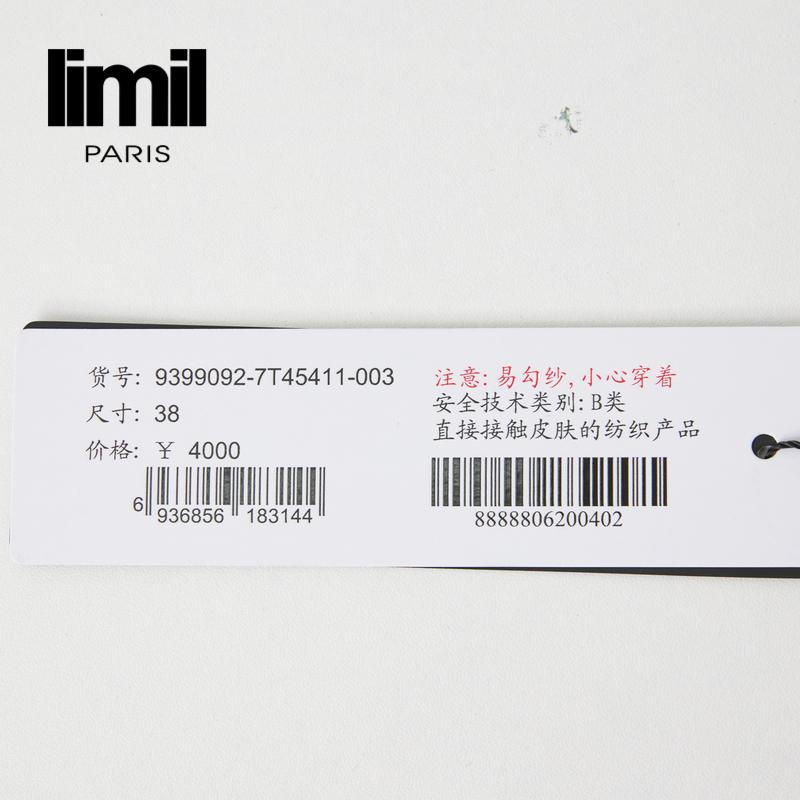 limil
PARIS
货号: 9399092-7T45411-003
尺寸: 38
价格: ¥ 4000
6 936856 183144
注意: 易勾纱, 小心穿着
安全技术类别: B类
直接接触皮肤的纺织产品
8888806200402